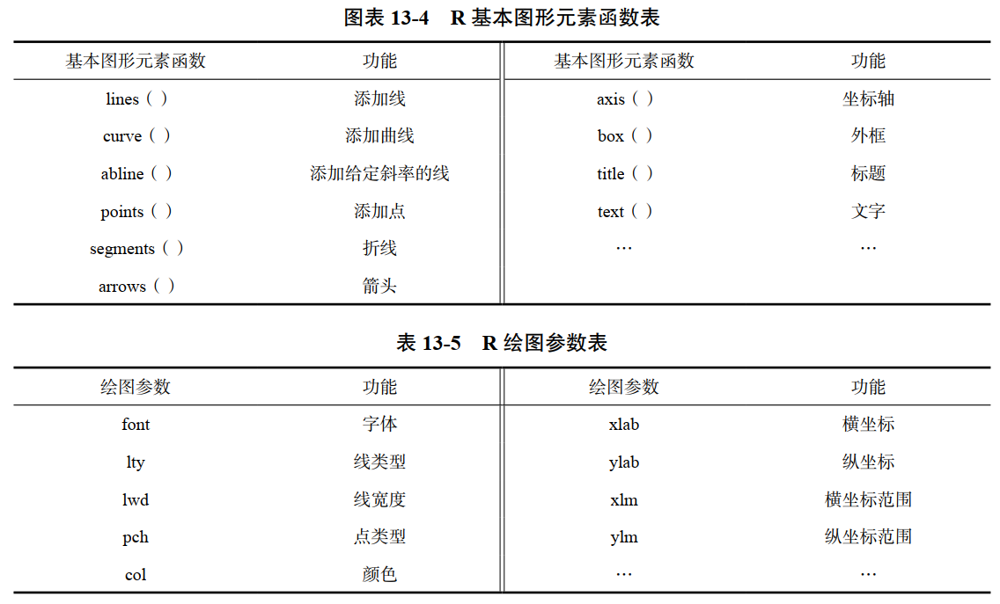 图表 13-4 R 基本图形元素函数表
基本图形元素函数 功能 基本图形元素函数 功能
lines（ ） 添加线 axis（ ） 坐标轴
curve（ ） 添加曲线 box（ ） 外框
abline（ ） 添加给定斜率的线 title（ ） 标题
points（ ） 添加点 text（ ） 文字
segments（ ） 折线 … …
arrows（ ） 箭头
表 13-5 R 绘图参数表
绘图参数 功能 绘图参数 功能
font 字体 xlab 横坐标
lty 线类型 ylab 纵坐标
lwd 线宽度 xlm 横坐标范围
pch 点类型 ylm 纵坐标范围
col 颜色 … …